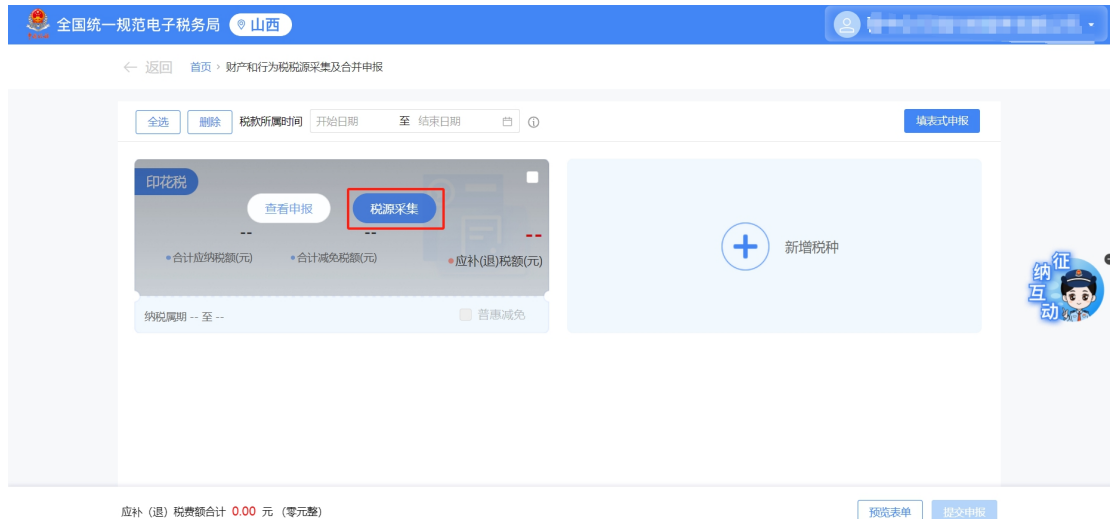 全国统一规范电子税务局 山西
返回 首页 > 财产和行为税税源采集及合并申报
全选 删除 税款所属时间 开始日期 至 结束日期 填表式申报
印花税
查看申报 税源采集
-- -- --
合计应纳税额(元) 合计减免税额(元) 应补(退)税额(元)
纳税属期 -- 至 -- 普惠减免
新增税种
征纳互动
应补（退）税费额合计 0.00 元（零元整） 预览表单 提交申报